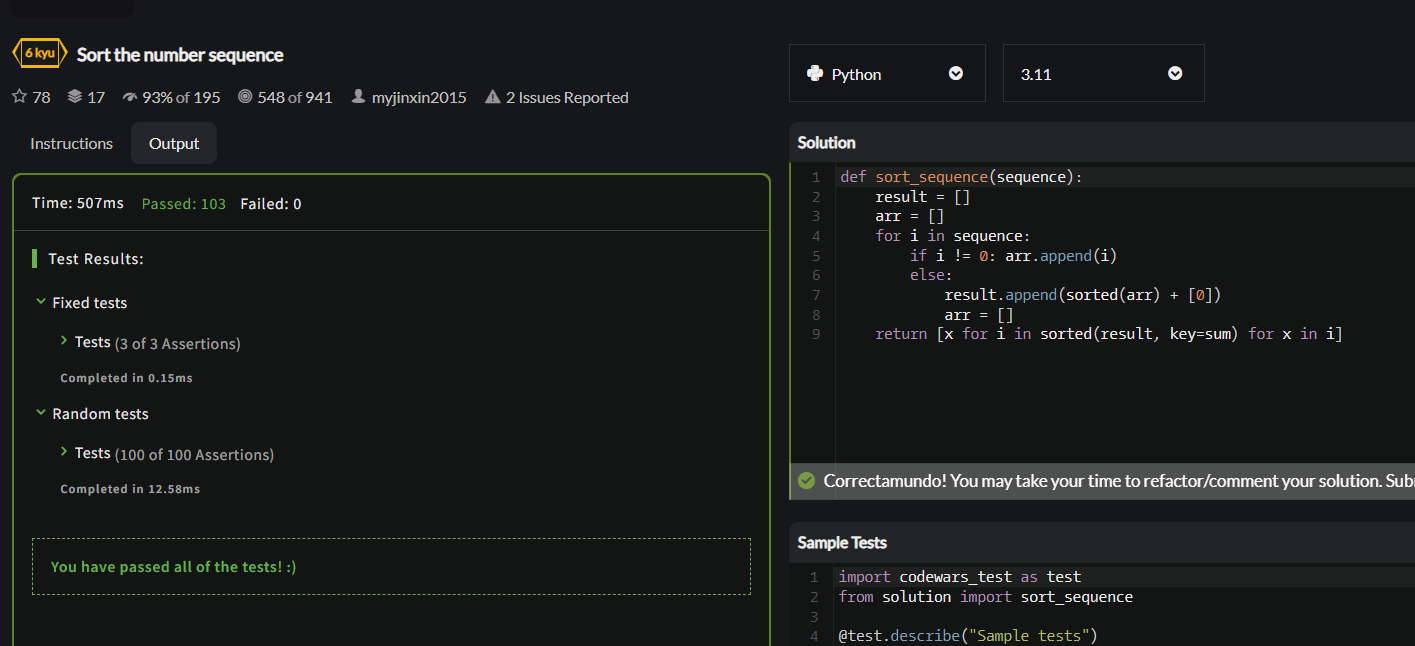 6 kyu Sort the number sequence
78 17 93% of 195 548 of 941 myjinxin2015 2 Issues Reported
Instructions Output
Time: 507ms Passed: 103 Failed: 0
Test Results:
Fixed tests
Tests (3 of 3 Assertions)
Completed in 0.15ms
Random tests
Tests (100 of 100 Assertions)
Completed in 12.58ms
You have passed all of the tests! :)
Python 3.11
Solution
1 def sort_sequence(sequence):
2     result = []
3     arr = []
4     for i in sequence:
5         if i != 0: arr.append(i)
6         else:
7             result.append(sorted(arr) + [0])
8             arr = []
9     return [x for i in sorted(result, key=sum) for x in i]
Correctamundo! You may take your time to refactor/comment your solution. Sub
Sample Tests
1 import codewars_test as test
2 from solution import sort_sequence
3
4 @test.describe("Sample tests")